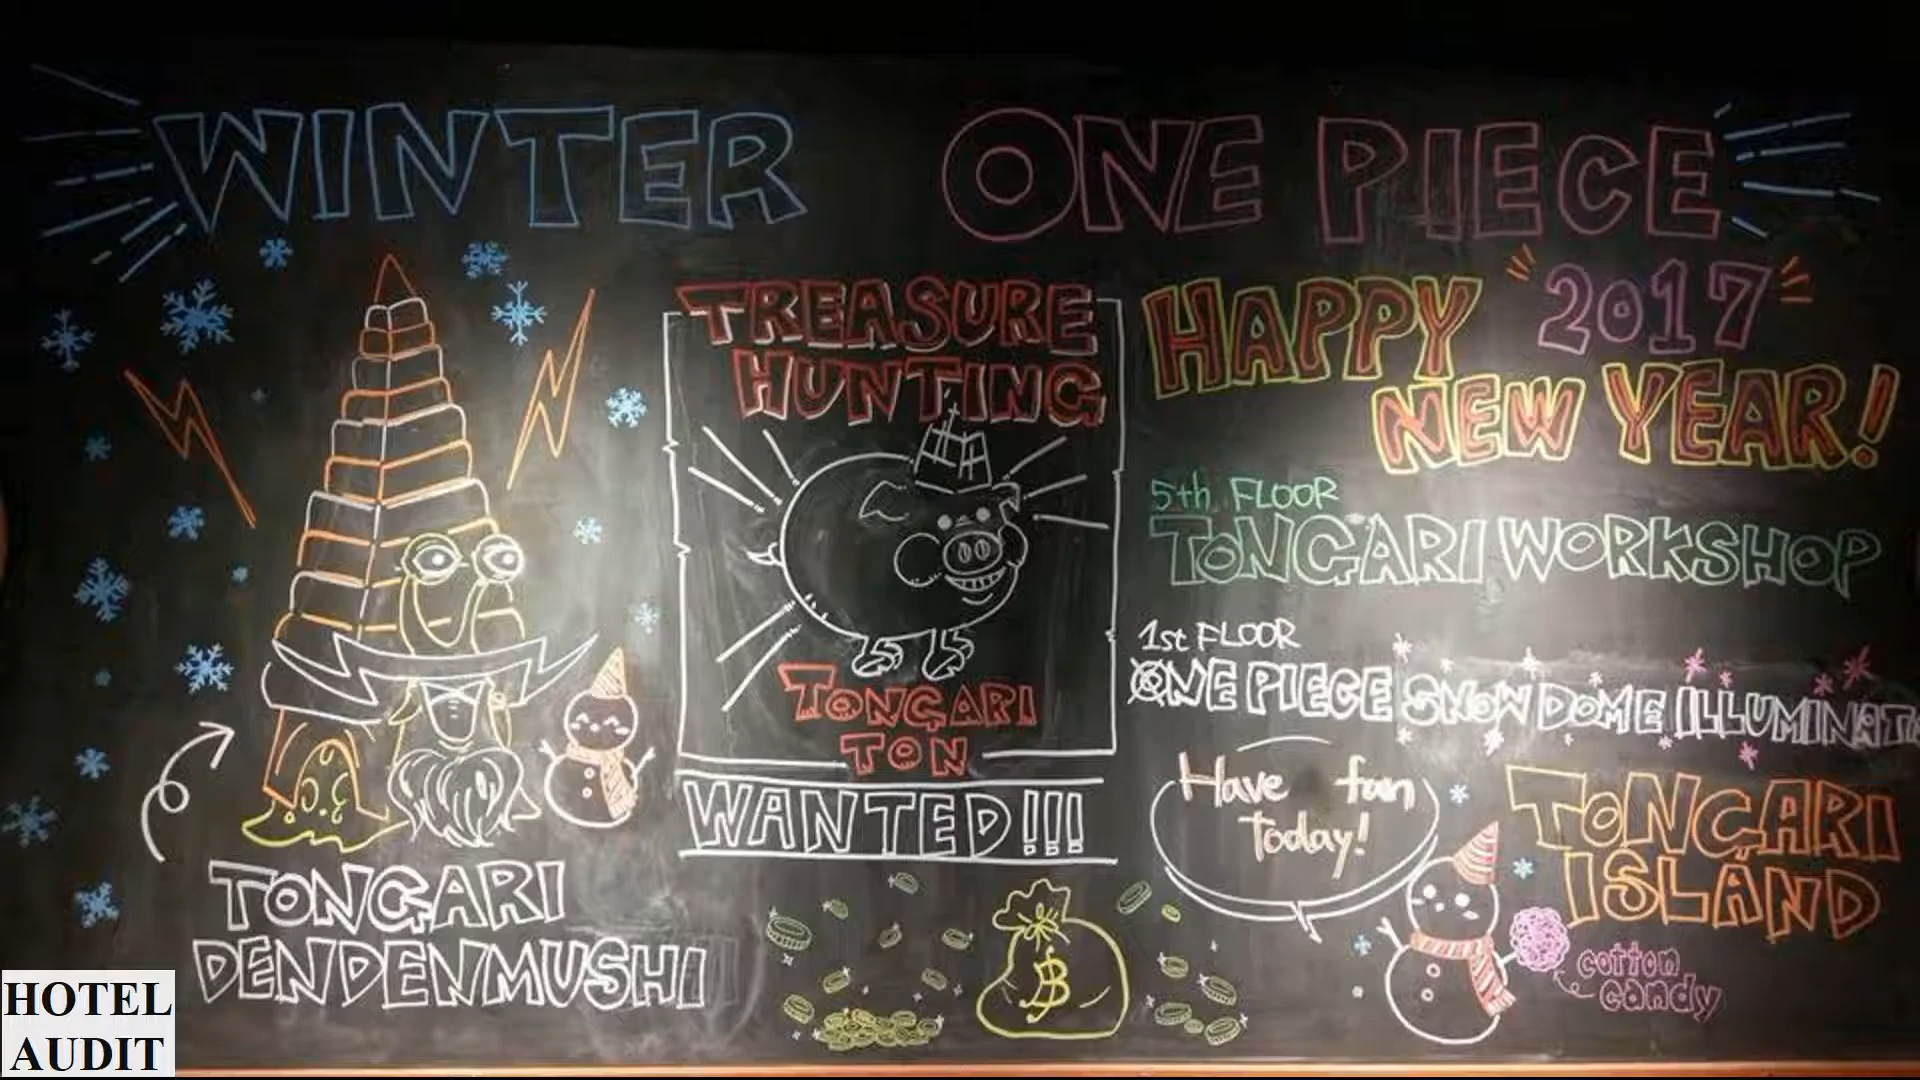 WINTER ONE PIECE
TREASURE
HUNTING
TONGARI
TON
WANTED!!!
HAPPY "2017"
NEW YEAR!
5th FLOOR
TONGARI WORKSHOP
1st FLOOR
ONE PIECE SNOW DOME ILLUMINATI
Have fun
Today!
TONGARI
ISLAND
cotton
candy
TONGARI
DENDENMUSHI
HOTEL
AUDIT